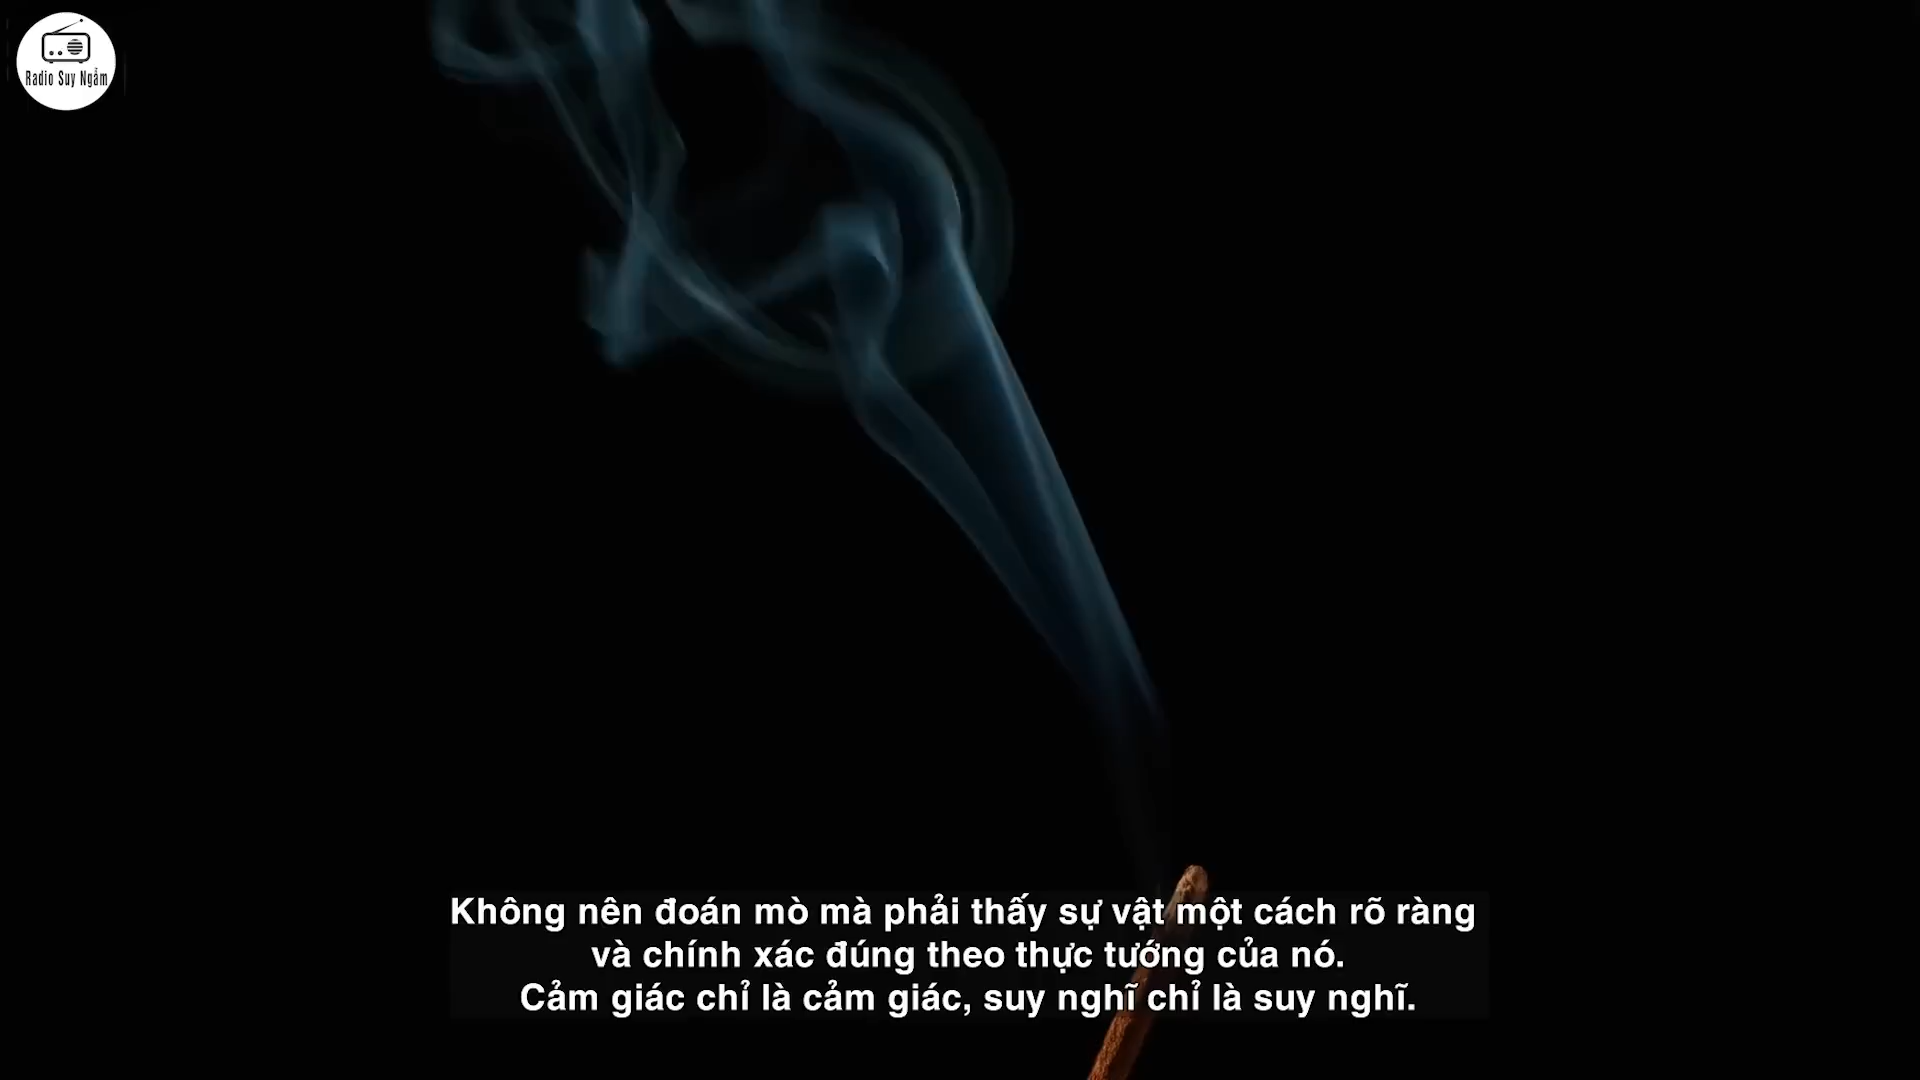 Radio Suy Ngẫm
Không nên đoán mò mà phải thấy sự vật một cách rõ ràng
và chính xác đúng theo thực tướng của nó.
Cảm giác chỉ là cảm giác, suy nghĩ chỉ là suy nghĩ.